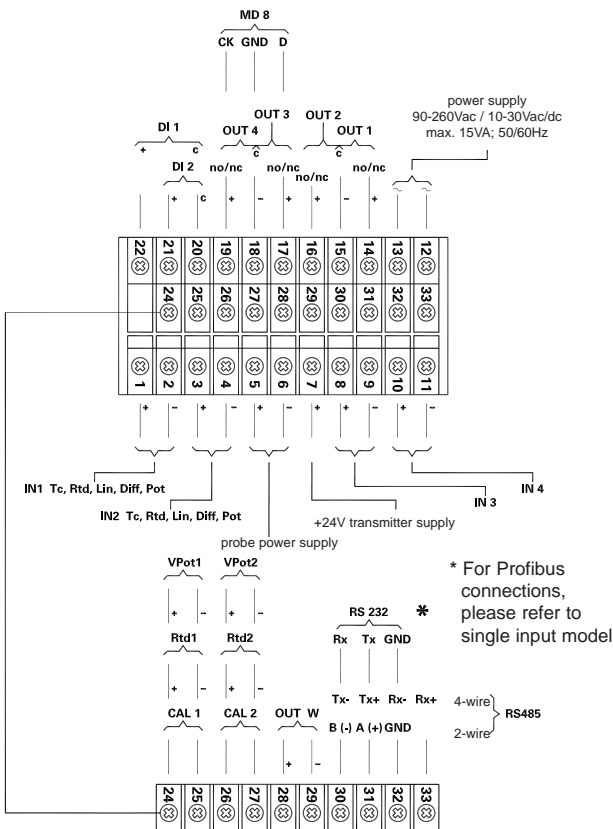 MD 8
CK GND D
OUT 3 OUT 2
OUT 4 OUT 1
c c
power supply
90-260Vac / 10-30Vac/dc
max. 15VA; 50/60Hz
DI 1
+ c
DI 2
no/nc no/nc no/nc no/nc
+ c + – + + – + ~ ~
22 21 20 19 18 17 16 15 14 13 12
24 25 26 27 28 29 30 31 32 33
1 2 3 4 5 6 7 8 9 10 11
+ – + – + – + + – + –
IN1 Tc, Rtd, Lin, Diff, Pot
IN 4
IN 3
IN2 Tc, Rtd, Lin, Diff, Pot
+24V transmitter supply
probe power supply
VPot1 VPot2
+ – + –
Rtd1 Rtd2
+ – + –
CAL 1 CAL 2 OUT W
+ –
* For Profibus
connections,
please refer to
single input model
RS 232 *
Rx Tx GND
Tx- Tx+ Rx- Rx+ 4-wire
RS485
B (-) A (+) GND 2-wire
24 25 26 27 28 29 30 31 32 33